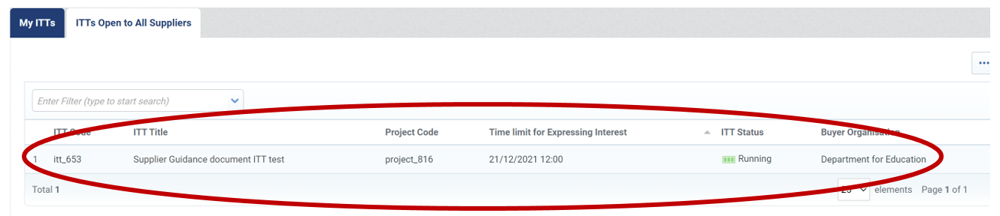 My ITTs ITTs Open to All Suppliers
Enter Filter (type to start search)
ITT Code ITT Title Project Code Time limit for Expressing Interest ITT Status Buyer Organisation
1 itt_653 Supplier Guidance document ITT test project_816 21/12/2021 12:00 Running Department for Education
Total 1 25 elements Page 1 of 1